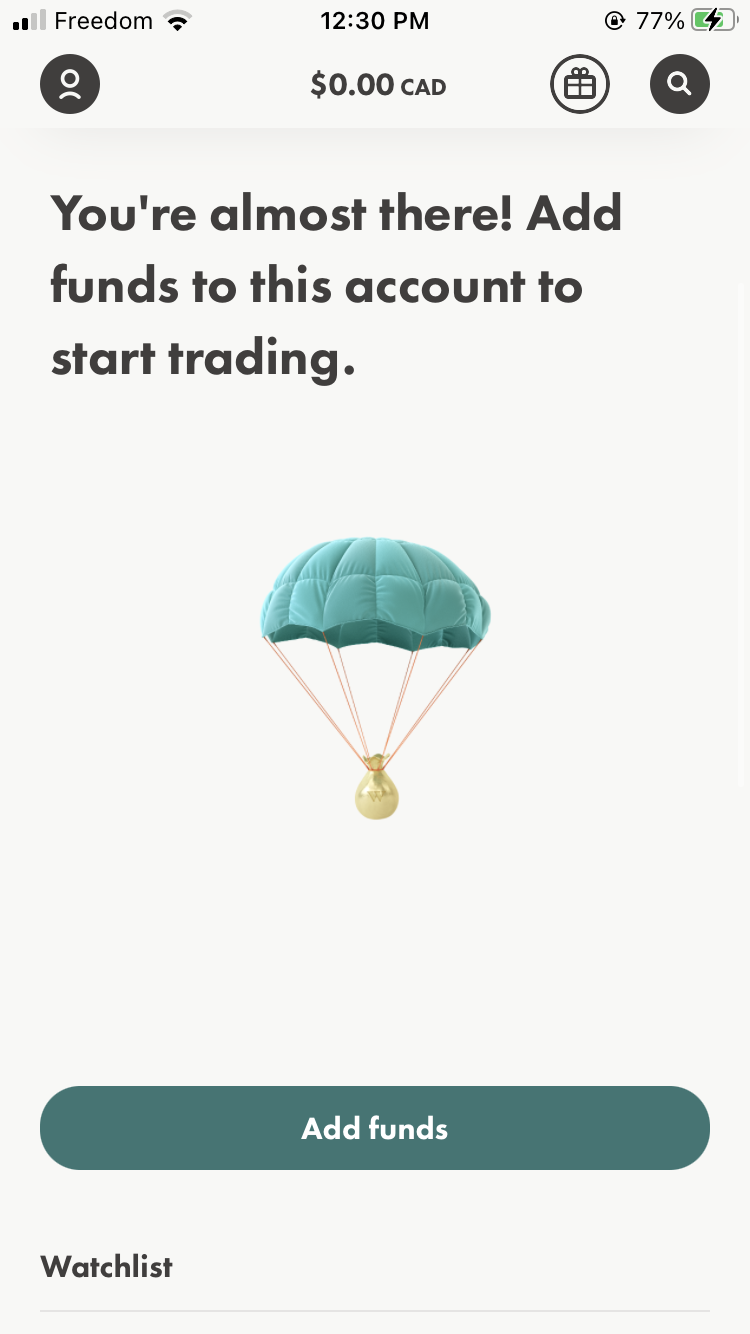 Freedom 12:30 PM 77%
$0.00 CAD
You're almost there! Add
funds to this account to
start trading.
W
Add funds
Watchlist